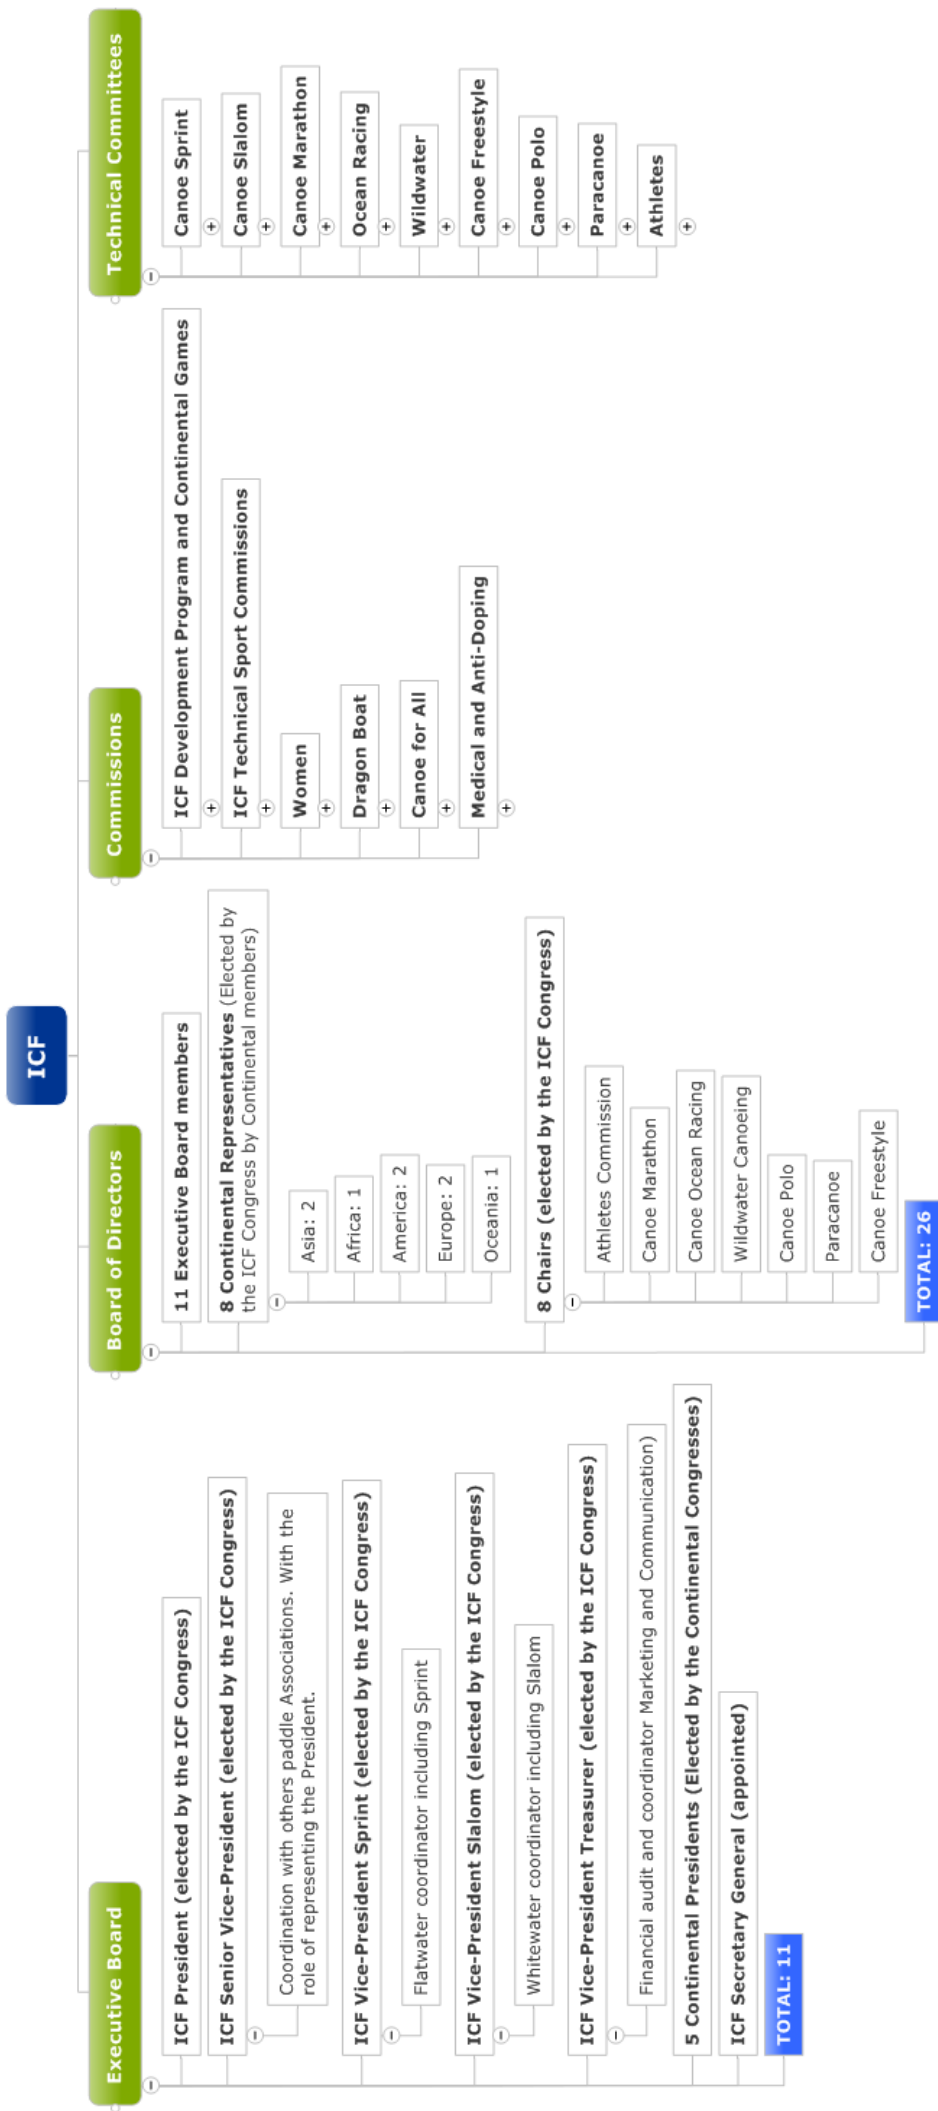 ICF
Executive Board
ICF President (elected by the ICF Congress)
ICF Senior Vice-President (elected by the ICF Congress)
Coordination with others paddle Associations. With the
role of representing the President.
ICF Vice-President Sprint (elected by the ICF Congress)
Flatwater coordinator including Sprint
ICF Vice-President Slalom (elected by the ICF Congress)
Whitewater coordinator including Slalom
ICF Vice-President Treasurer (elected by the ICF Congress)
Financial audit and coordinator Marketing and Communication)
5 Continental Presidents (Elected by the Continental Congresses)
ICF Secretary General (appointed)
TOTAL: 11
Board of Directors
11 Executive Board members
8 Continental Representatives (Elected by
the ICF Congress by Continental members)
Asia: 2
Africa: 1
America: 2
Europe: 2
Oceania: 1
8 Chairs (elected by the ICF Congress)
Athletes Commission
Canoe Marathon
Canoe Ocean Racing
Wildwater Canoeing
Canoe Polo
Paracanoe
Canoe Freestyle
TOTAL: 26
Commissions
ICF Development Program and Continental Games
ICF Technical Sport Commissions
Women
Dragon Boat
Canoe for All
Medical and Anti-Doping
Technical Committees
Canoe Sprint
Canoe Slalom
Canoe Marathon
Ocean Racing
Wildwater
Canoe Freestyle
Canoe Polo
Paracanoe
Athletes